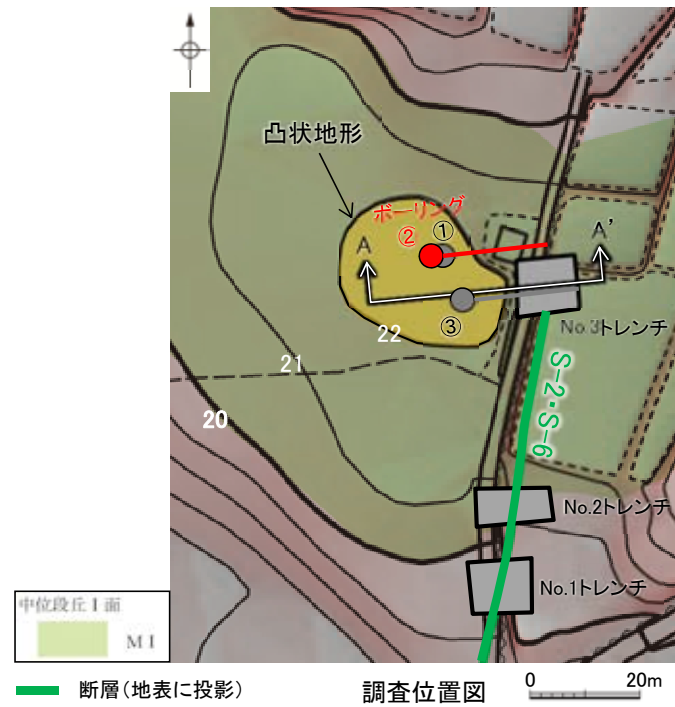 凸状地形
ボーリング
②
①
A
A'
③
No.3トレンチ
22
21
20
S-2・S-6
No.2トレンチ
No.1トレンチ
中位段丘Ⅰ面
MⅠ
断層(地表に投影)
調査位置図
0 20m